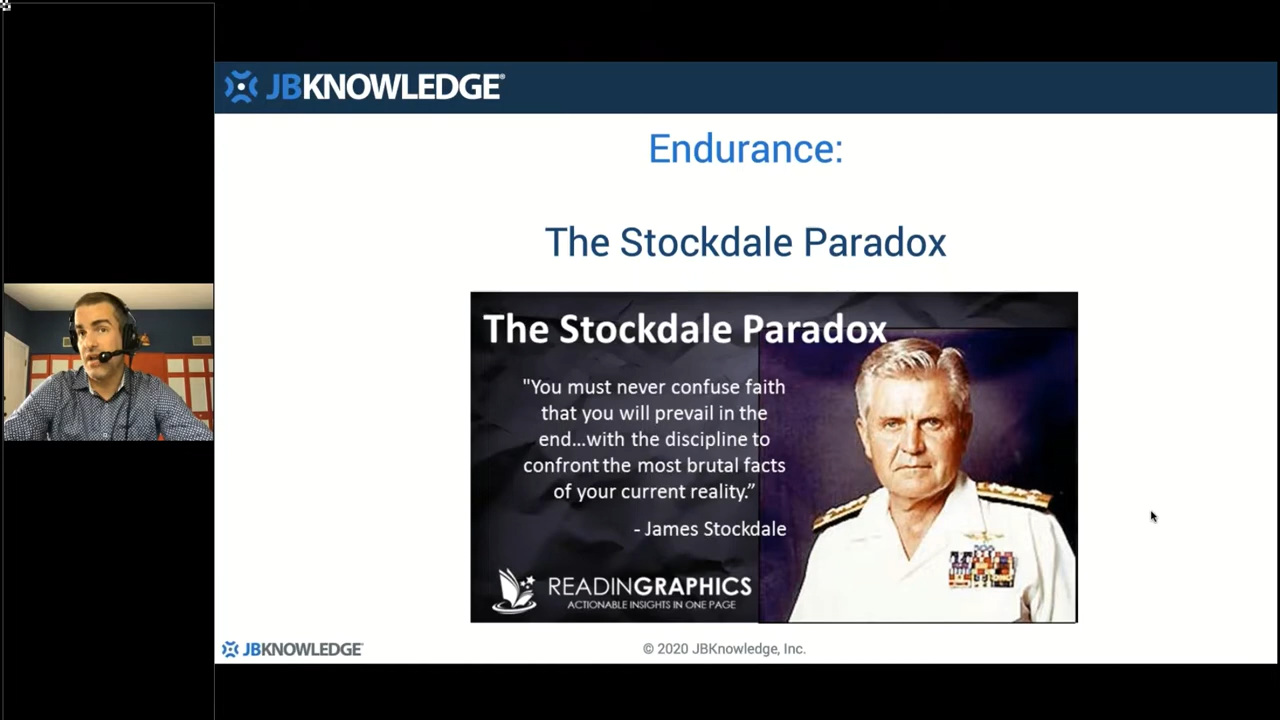 JBKNOWLEDGE®
Endurance:
The Stockdale Paradox
The Stockdale Paradox
"You must never confuse faith
that you will prevail in the
end...with the discipline to
confront the most brutal facts
of your current reality.”
- James Stockdale
READINGRAPHICS
ACTIONABLE INSIGHTS IN ONE PAGE
JBKNOWLEDGE
© 2020 JBKnowledge, Inc.